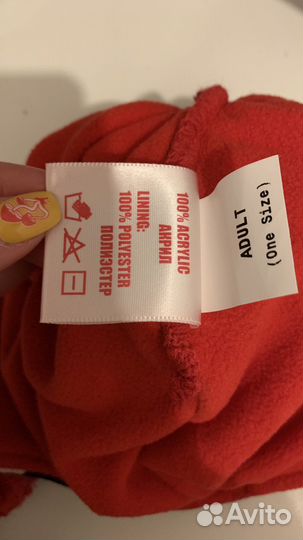 100% ACRYLIC
АКРИЛ
LINING:
100% POLYESTER
ПОЛИЭСТЕР
ADULT
(One Size)
Avito